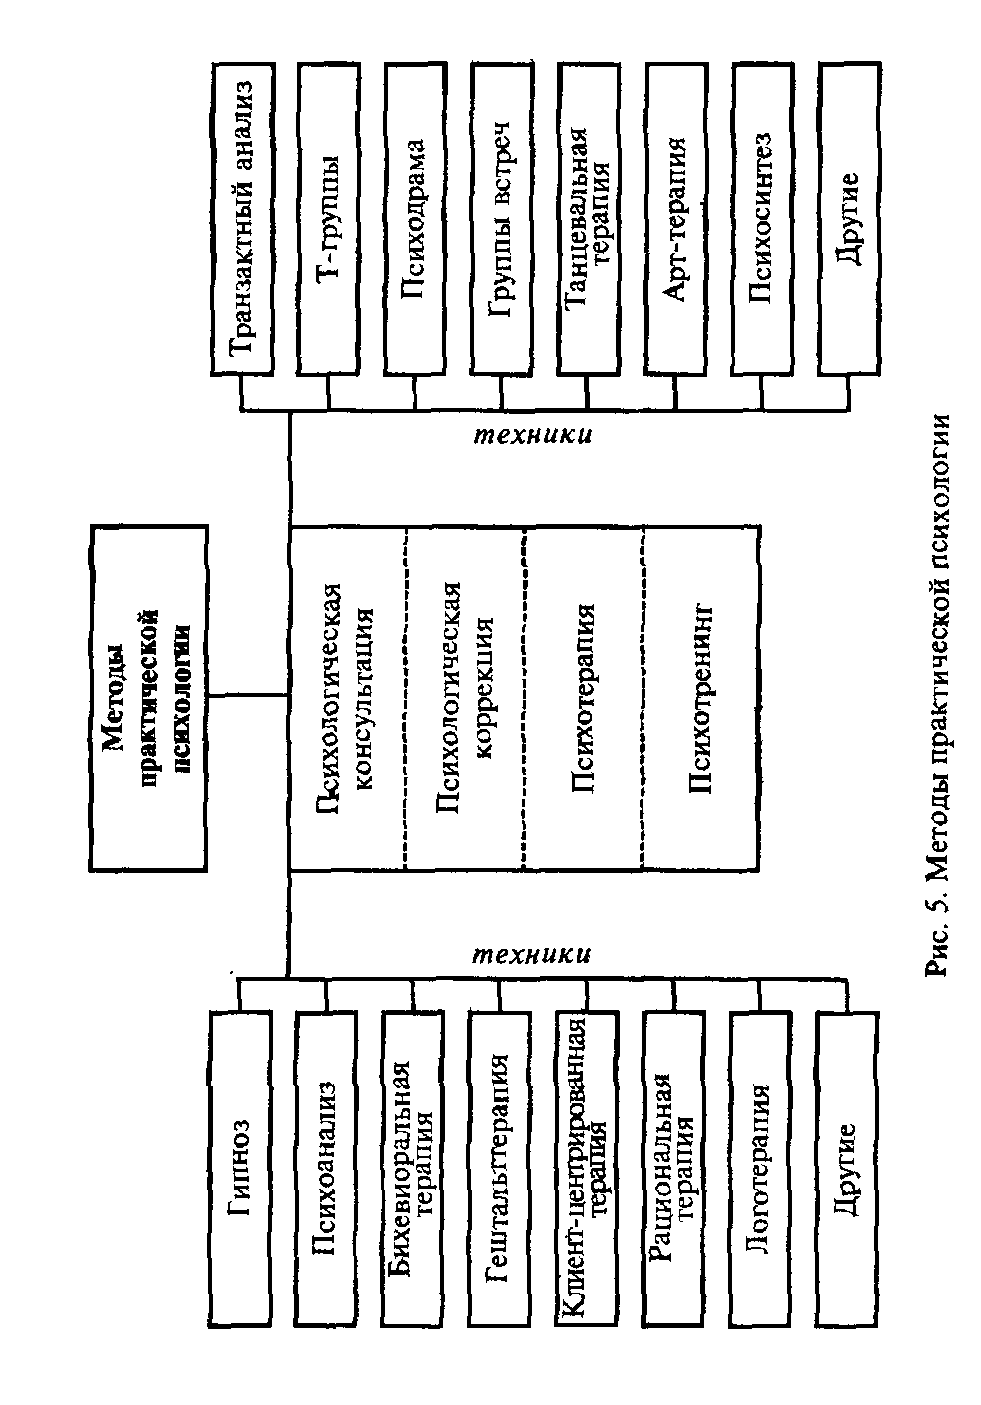 Методы
практической
психологии
техники
Гипноз
Психоанализ
Бихевиоральная
терапия
Гештальттерапия
Клиент-центрированная
терапия
Рациональная
терапия
Логотерапия
Другие
Психологическая
консультация
Психологическая
коррекция
Психотерапия
Психотренинг
техники
Транзактный анализ
Т-группы
Психодрама
Группы встреч
Танцевальная
терапия
Арт-терапия
Психосинтез
Другие
Рис. 5. Методы практической психологии